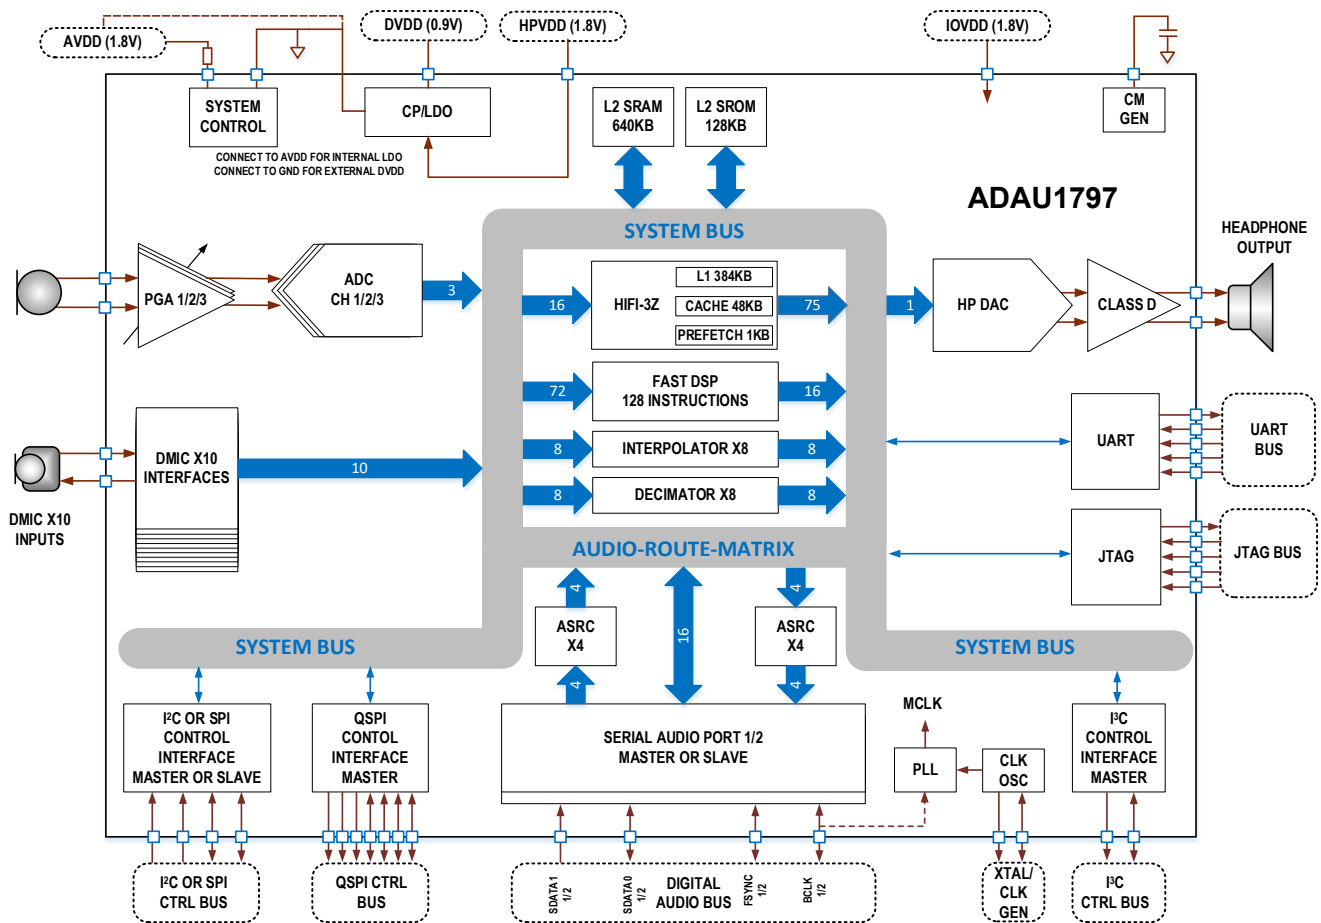 AVDD (1.8V)
DVDD (0.9V)
HPVDD (1.8V)
IOVDD (1.8V)
SYSTEM
CONTROL
CP/LDO
L2 SRAM
640KB
L2 SROM
128KB
CM
GEN
CONNECT TO AVDD FOR INTERNAL LDO
CONNECT TO GND FOR EXTERNAL DVDD
ADAU1797
SYSTEM BUS
HEADPHONE
OUTPUT
PGA 1/2/3
ADC
CH 1/2/3
3
16
HIFI-3Z
L1 384KB
CACHE 48KB
PREFETCH 1KB
75
1
HP DAC
CLASS D
72
FAST DSP
128 INSTRUCTIONS
16
8
INTERPOLATOR X8
8
8
DECIMATOR X8
8
DMIC X10
INTERFACES
10
DMIC X10
INPUTS
UART
UART
BUS
JTAG
JTAG BUS
AUDIO-ROUTE-MATRIX
4
16
4
ASRC
X4
ASRC
X4
4
4
SYSTEM BUS
SYSTEM BUS
I²C OR SPI
CONTROL
INTERFACE
MASTER OR SLAVE
QSPI
CONTOL
INTERFACE
MASTER
SERIAL AUDIO PORT 1/2
MASTER OR SLAVE
MCLK
PLL
CLK
OSC
I³C
CONTROL
INTERFACE
MASTER
I²C OR SPI
CTRL BUS
QSPI CTRL
BUS
SDATA1
1/2
SDATA0
1/2
DIGITAL
AUDIO BUS
FSYNC
1/2
BCLK
1/2
XTAL/
CLK
GEN
I³C
CTRL BUS